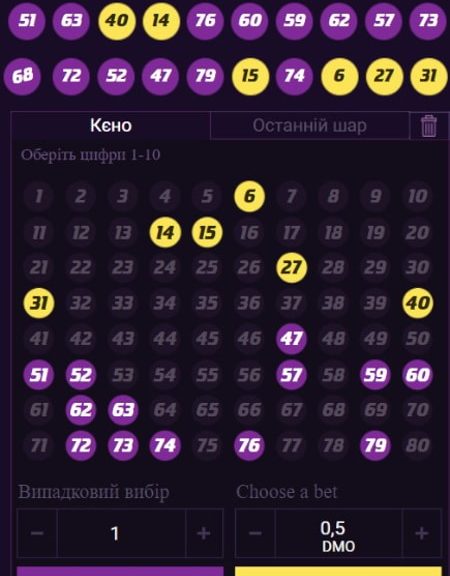 51 63 40 14 76 60 59 62 57 73
68 72 52 47 79 15 74 6 27 31
Кєно Останній шар
Оберіть цифри 1-10
1 2 3 4 5 6 7 8 9 10
11 12 13 14 15 16 17 18 19 20
21 22 23 24 25 26 27 28 29 30
31 32 33 34 35 36 37 38 39 40
41 42 43 44 45 46 47 48 49 50
51 52 53 54 55 56 57 58 59 60
61 62 63 64 65 66 67 68 69 70
71 72 73 74 75 76 77 78 79 80
Випадковий вибір Choose a bet
− 1 + − 0,5 +
DMO